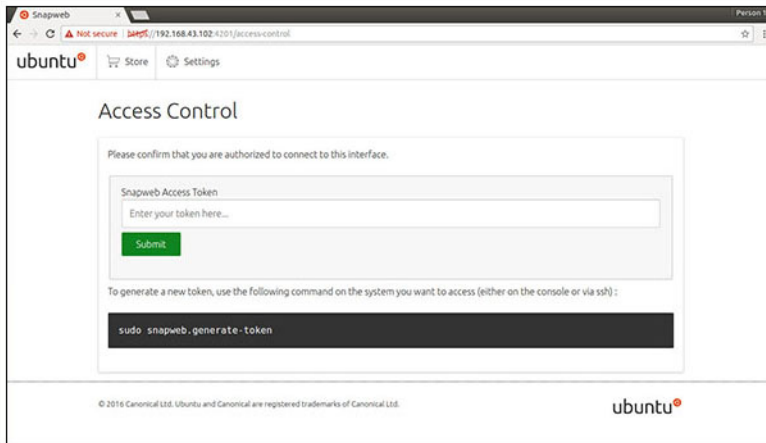 Snapweb
Person 1
Not secure https://192.168.43.102:4201/access-control
ubuntu
Store
Settings
Access Control
Please confirm that you are authorized to connect to this interface.
Snapweb Access Token
Enter your token here...
Submit
To generate a new token, use the following command on the system you want to access (either on the console or via ssh) :
sudo snapweb.generate-token
© 2016 Canonical Ltd. Ubuntu and Canonical are registered trademarks of Canonical Ltd.
ubuntu